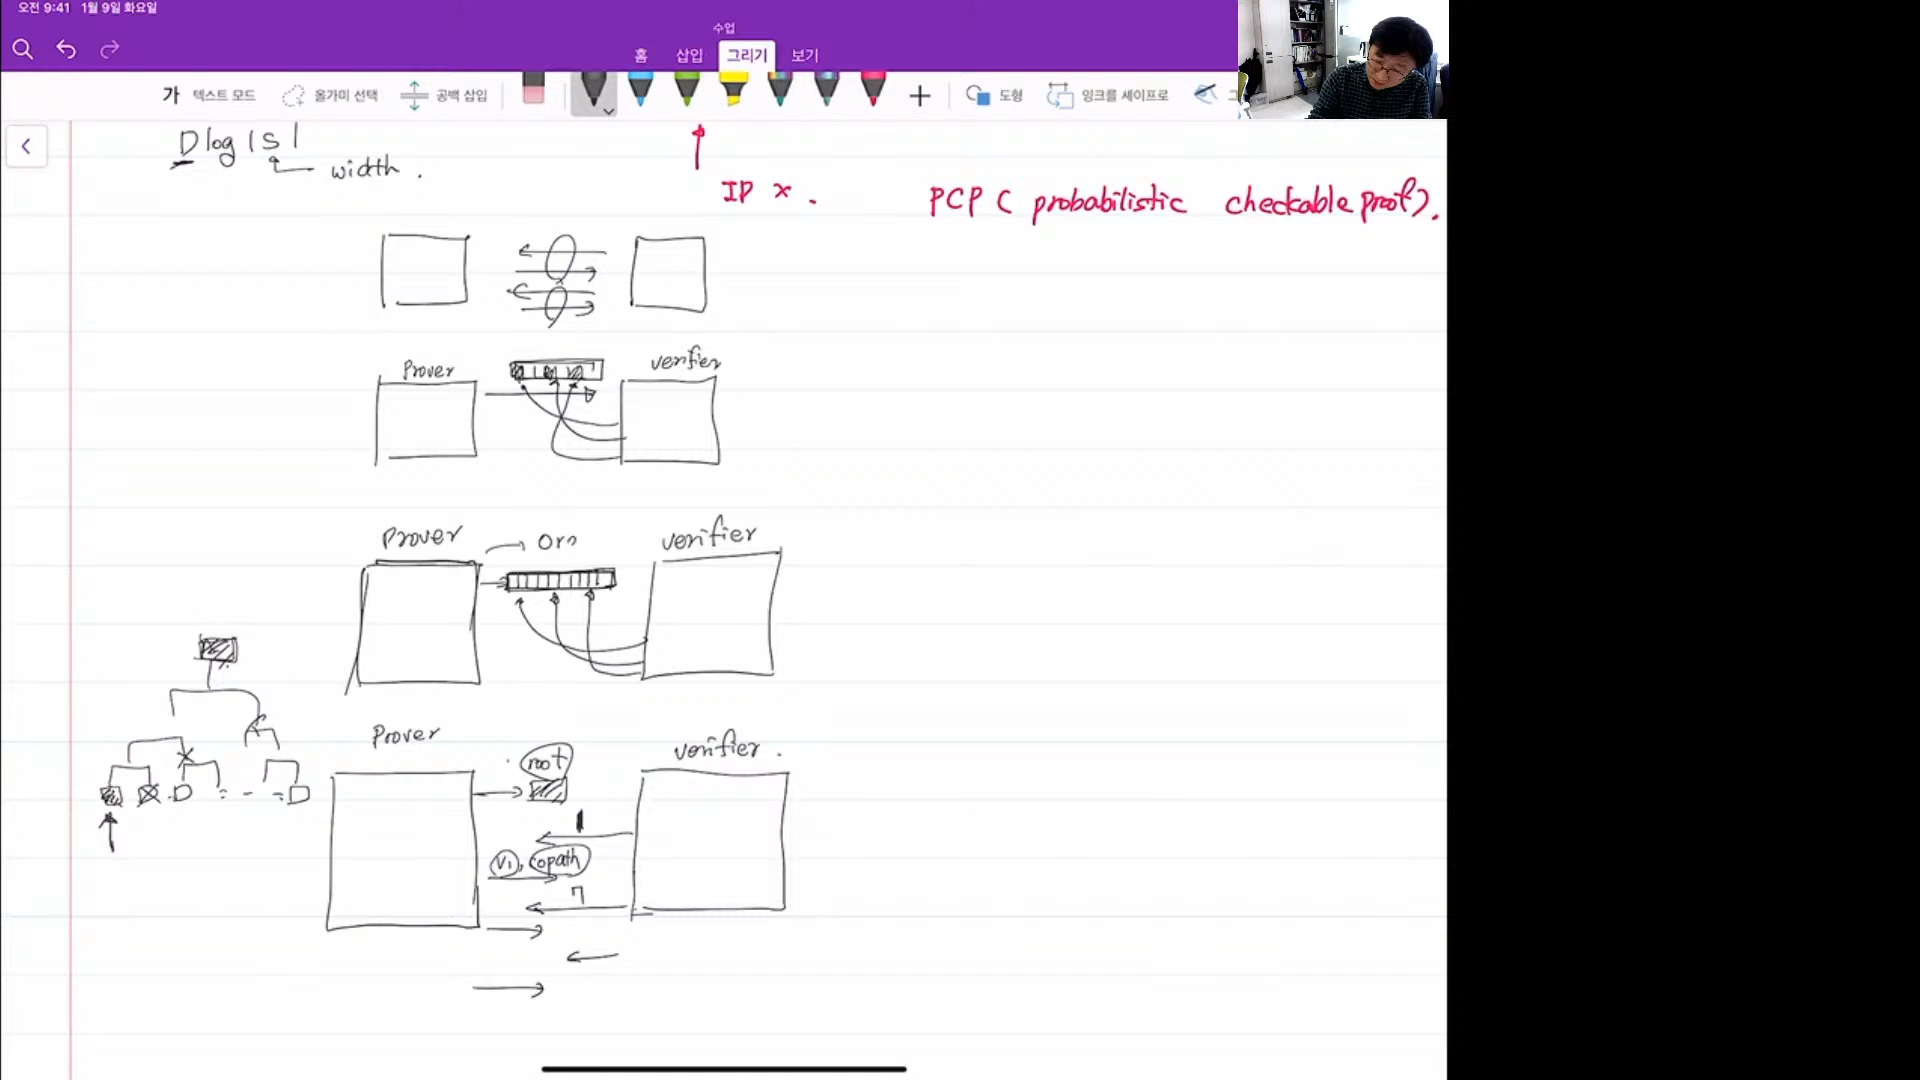 오전 9:41 1월 9일 화요일
수업
홈 삽입 그리기 보기
가 텍스트 모드 올가미 선택 공백 삽입 도형 잉크를 셰이프로
D log |S|
width .
IP x . PCP ( probabilistic checkable proof ).
Prover verifier
Prover verifier
Prover verifier .
root
1
V1, copath
7